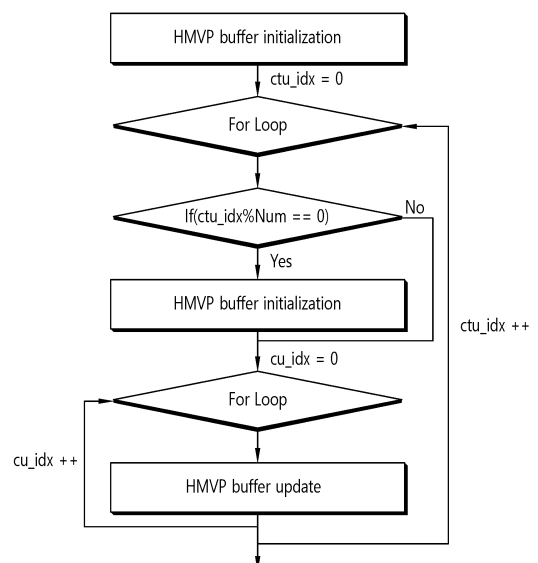 HMVP buffer initialization
ctu_idx = 0
For Loop
If(ctu_idx%Num == 0)
No
Yes
HMVP buffer initialization
ctu_idx ++
cu_idx = 0
For Loop
cu_idx ++
HMVP buffer update